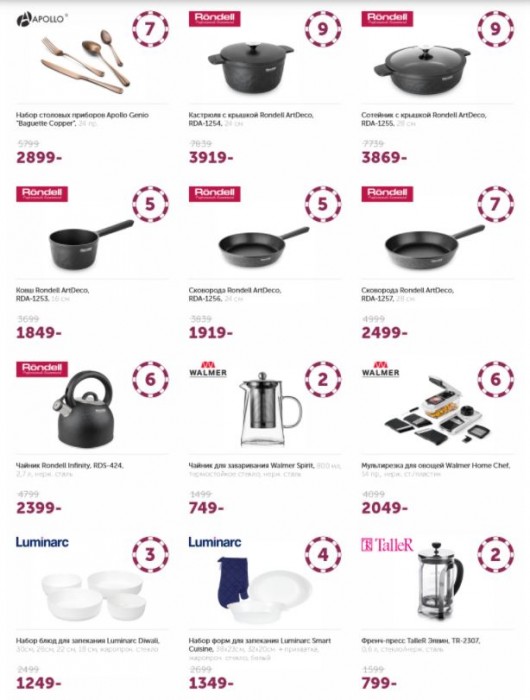 APOLLO® 7
Röndell 9
Röndell 9
Набор столовых приборов Apollo Genio
"Baguette Copper", 24 пр.
5799
2899-
Кастрюля с крышкой Rondell ArtDeco,
RDA-1254, 24 см
7839
3919-
Сотейник с крышкой Rondell ArtDeco,
RDA-1255, 28 см
7739
3869-
Röndell 5
Röndell 5
Röndell 7
Ковш Rondell ArtDeco,
RDA-1253, 16 см
3699
1849-
Сковорода Rondell ArtDeco,
RDA-1256, 24 см
3839
1919-
Сковорода Rondell ArtDeco,
RDA-1257, 28 см
4999
2499-
Röndell 6
WALMER 2
WALMER 6
Чайник Rondell Infinity, RDS-424,
2,7 л, нерж. сталь
4799
2399-
Чайник для заваривания Walmer Spirit, 800 мл,
термостойкое стекло, нерж. сталь
1499
749-
Мультирезка для овощей Walmer Home Chef,
14 пр., нерж. ст./пластик
4099
2049-
Luminarc 3
Luminarc 4
TalleR 2
Набор блюд для запекания Luminarc Diwali,
30см, 26см, 22 см, 18 см, жаропроч. стекло
2499
1249-
Набор форм для запекания Luminarc Smart
Cuisine, 38х23см, 32х20см. + прихватка,
жаропроч. стекло, белый
2699
1349-
Френч-пресс TalleR Элвин, TR-2307,
0,6 л, стекло/нерж. сталь
1599
799-